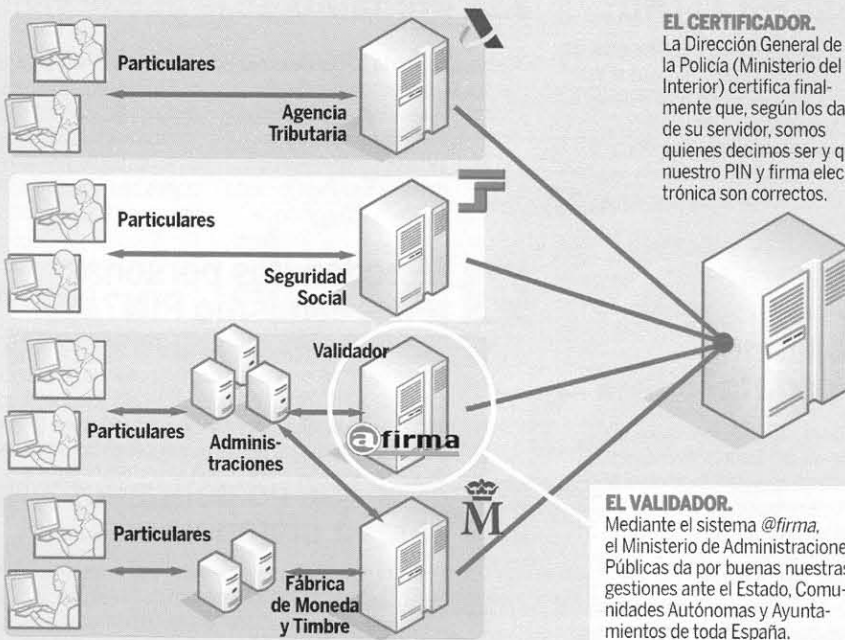 Particulares
Agencia
Tributaria
EL CERTIFICADOR.
La Dirección General de
la Policía (Ministerio del
Interior) certifica final-
mente que, según los
de su servidor, somos
quienes decimos ser y
nuestro PIN y firma elec
trónica son correctos.
Particulares
Seguridad
Social
Validador
@firma
Particulares
Adminis-
traciones
Particulares
M
Fábrica
de Moneda
y Timbre
EL VALIDADOR.
Mediante el sistema @firma,
el Ministerio de Administracione
Públicas da por buenas nuestras
gestiones ante el Estado, Comu-
nidades Autónomas y Ayunta-
mientos de toda España.